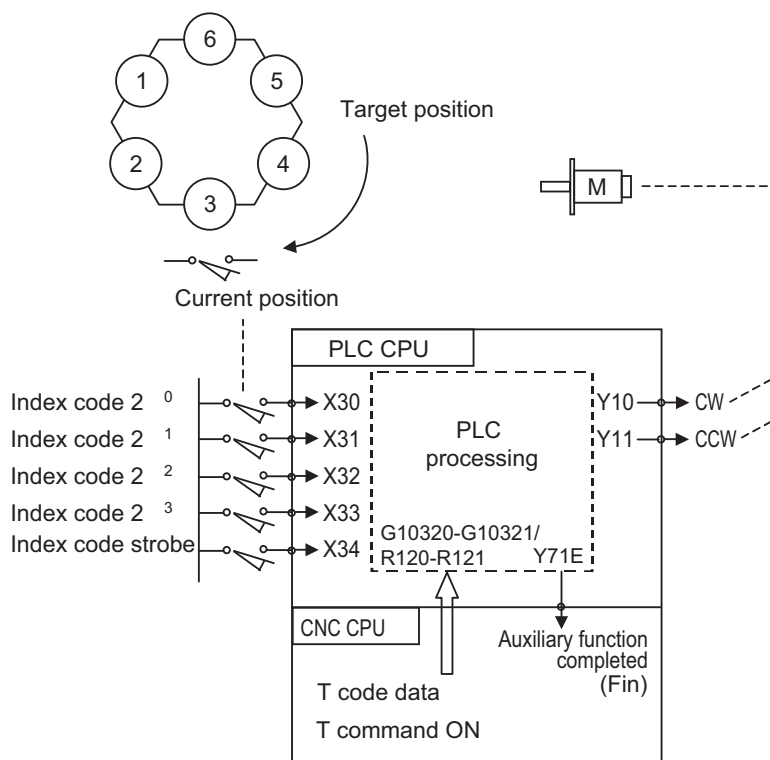 6
1
5
Target position
2
4
3
M
Current position
PLC CPU
Index code 2 0
X30
Y10
CW
Index code 2 1
X31
PLC
processing
Y11
CCW
Index code 2 2
X32
Index code 2 3
X33
Index code strobe
X34
G10320-G10321/
R120-R121
Y71E
CNC CPU
Auxiliary function
completed
(Fin)
T code data
T command ON